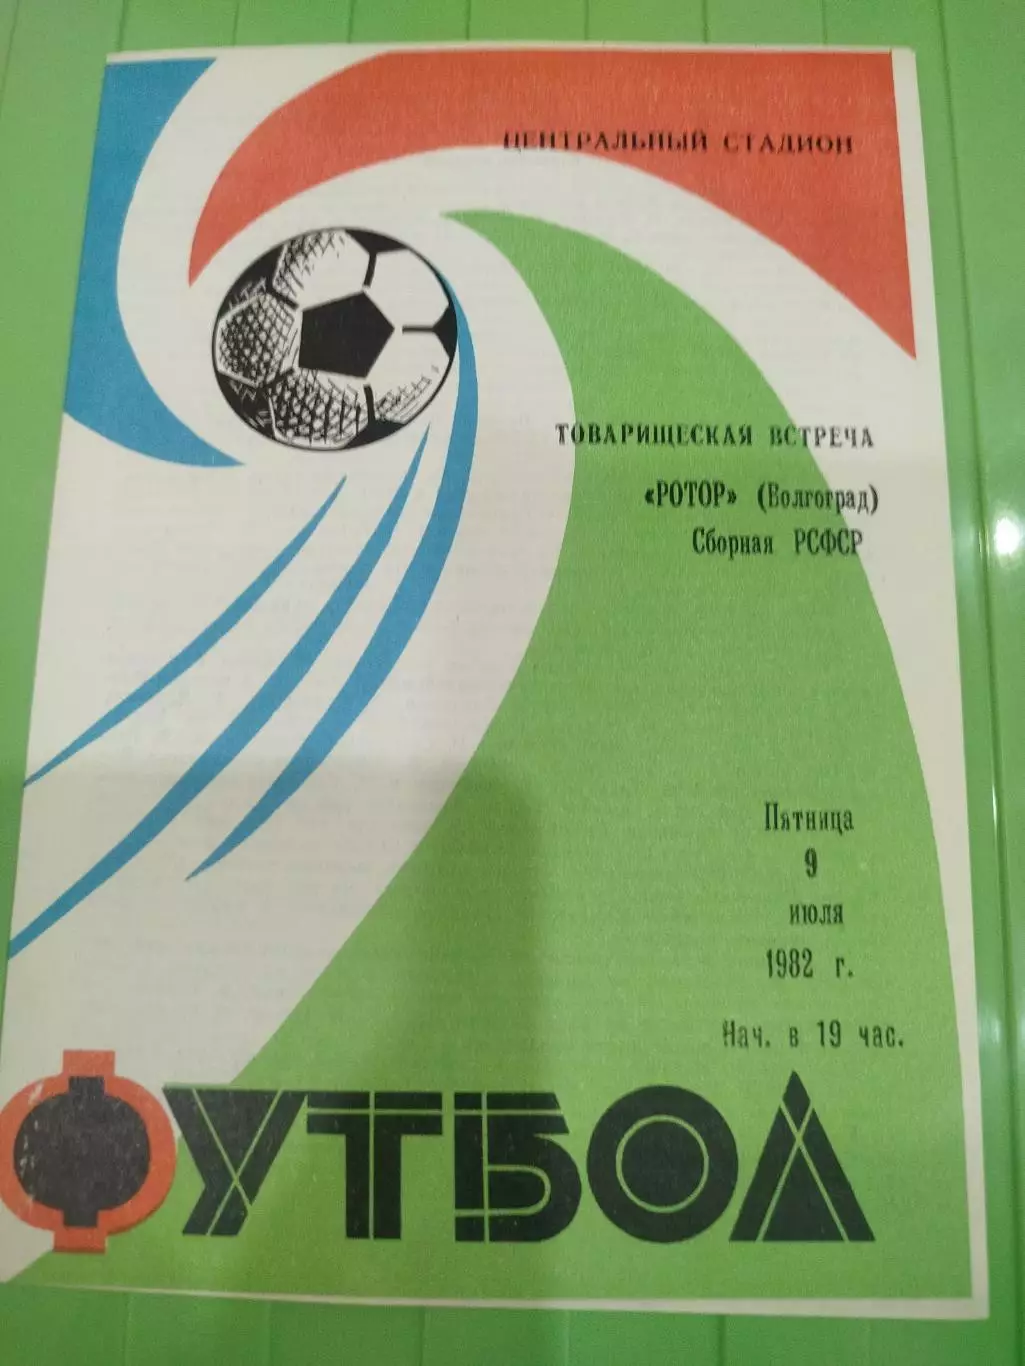 ЦЕНТРАЛЬНЫЙ СТАДИОН
ТОВАРИЩЕСКАЯ ВСТРЕЧА
«РОТОР» (Волгоград)
Сборная РСФСР
Пятница
9
июля
1982 г.
Нач. в 19 час.
ФУТБОЛ